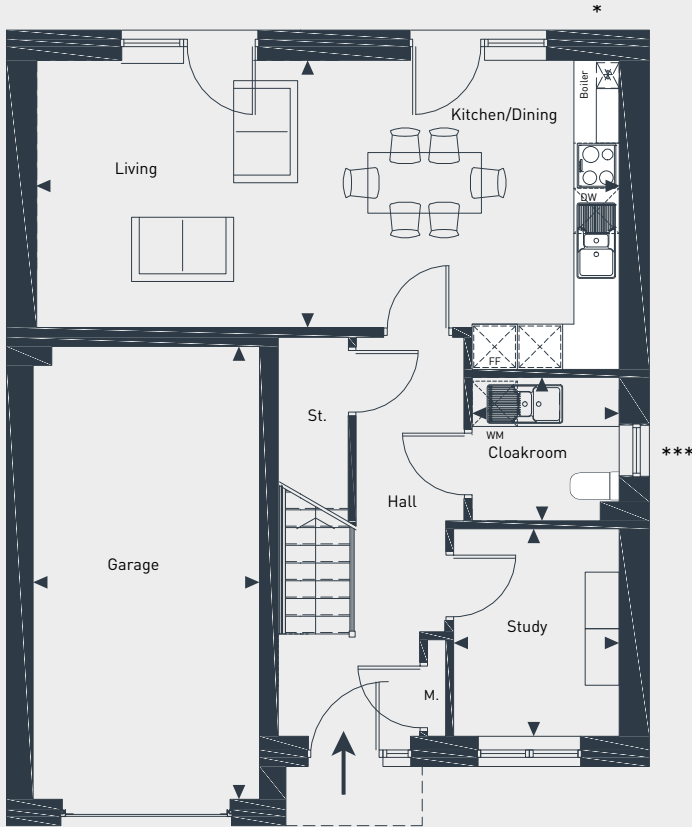 *
Boiler
Kitchen/Dining
Living
DW
FF
St.
WM
Cloakroom
***
Hall
Garage
Study
M.